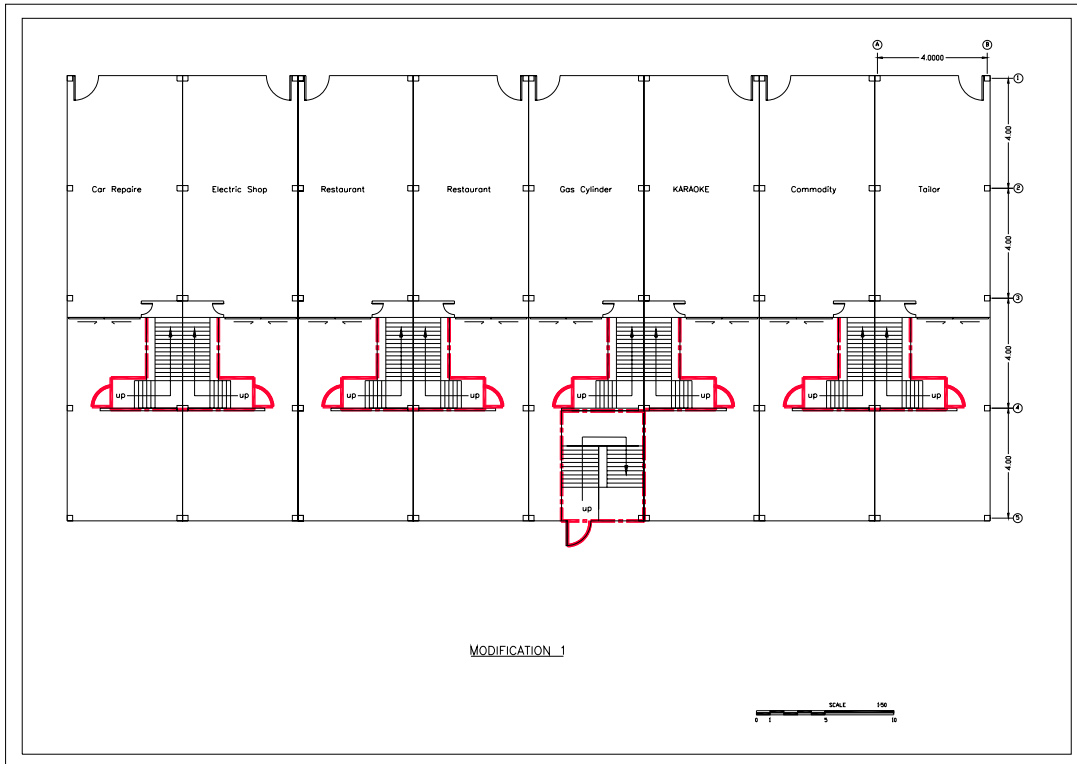 A B
4.0000
1
4.00
Car Repaire Electric Shop Restaurant Restaurant Gas Cylinder KARAOKE Commodity Tailor
2
4.00
3
4.00
up up up up up up up up
4
4.00
up
5
MODIFICATION 1
SCALE 1:50
0 1 5 10